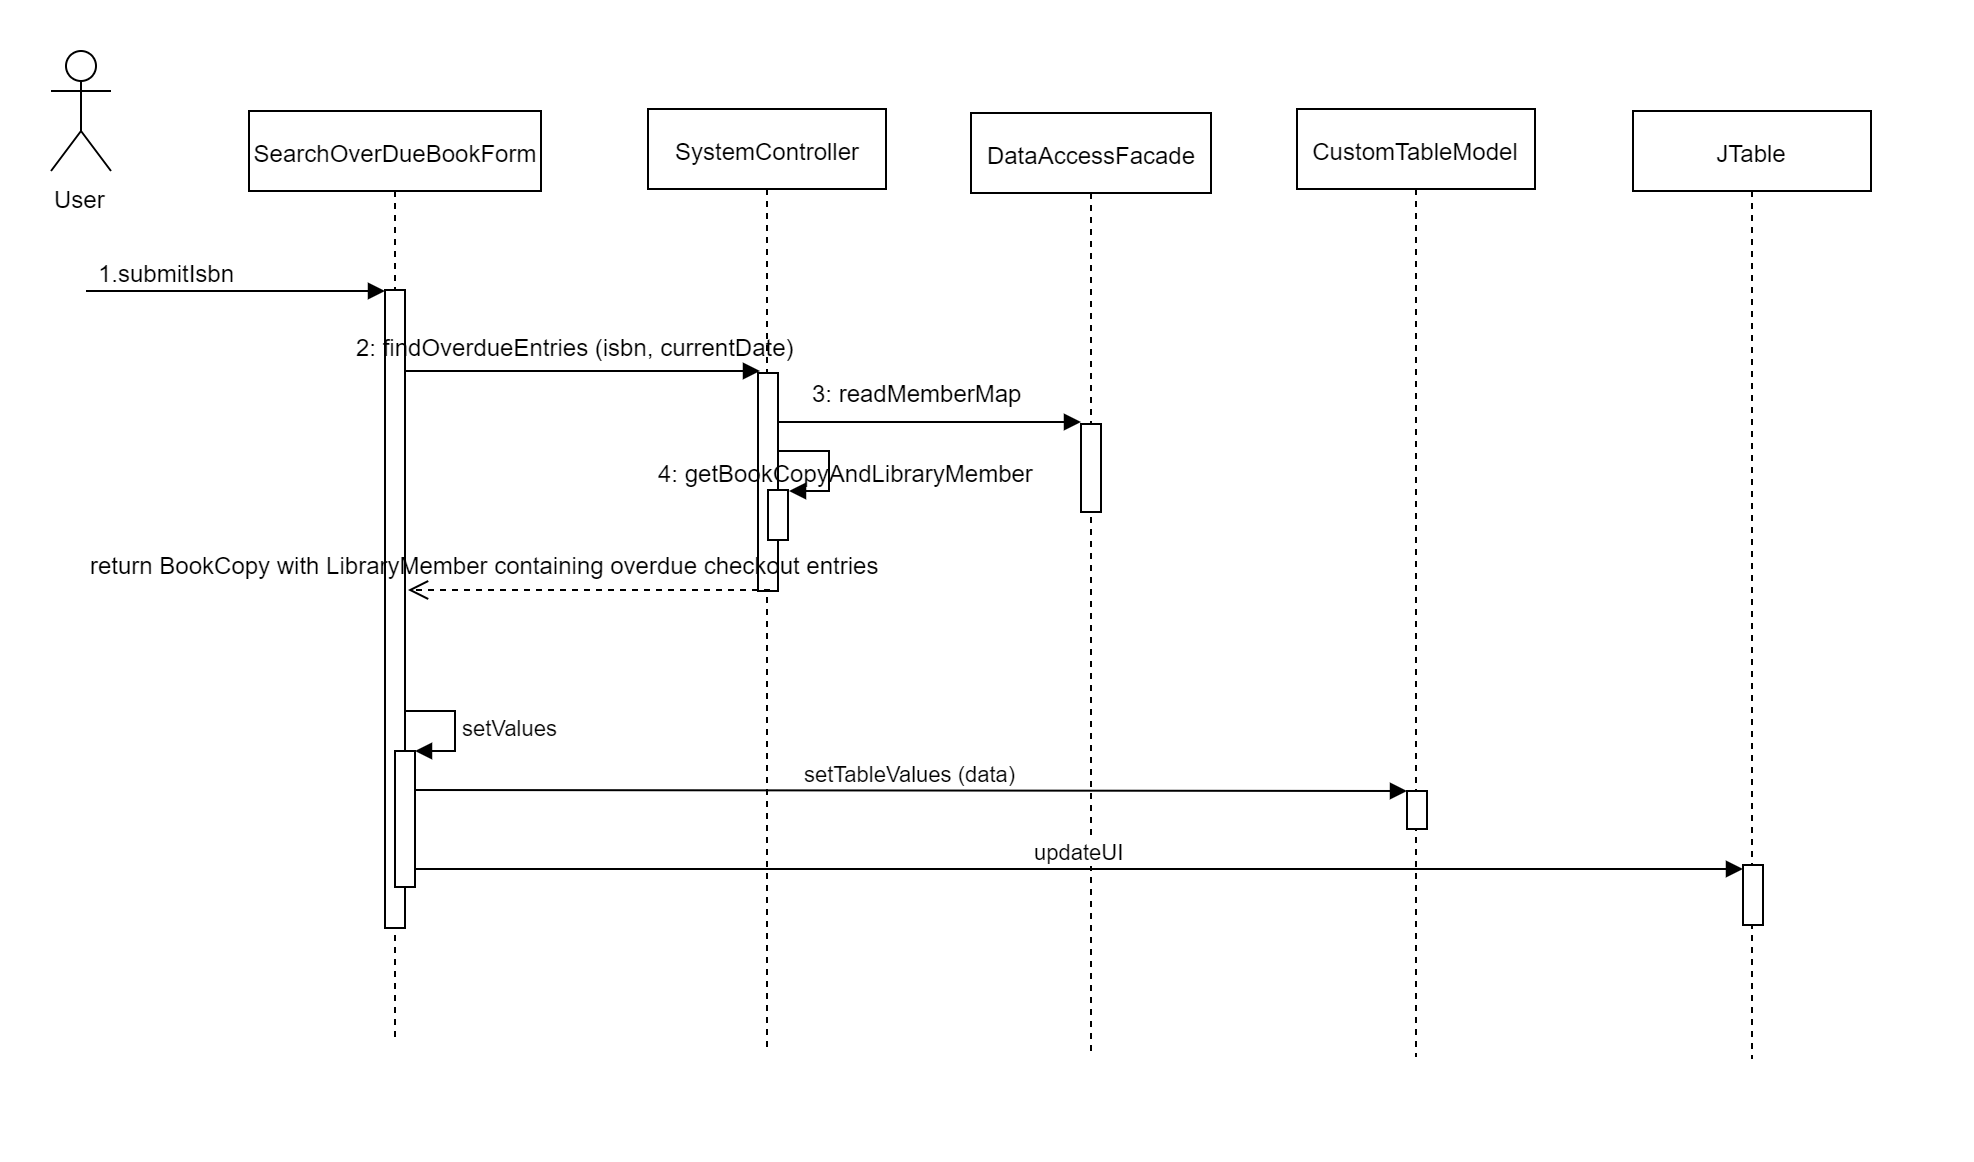 User
SearchOverDueBookForm
SystemController
DataAccessFacade
CustomTableModel
JTable
1.submitIsbn
2: findOverdueEntries (isbn, currentDate)
3: readMemberMap
4: getBookCopyAndLibraryMember
return BookCopy with LibraryMember containing overdue checkout entries
setValues
setTableValues (data)
updateUI